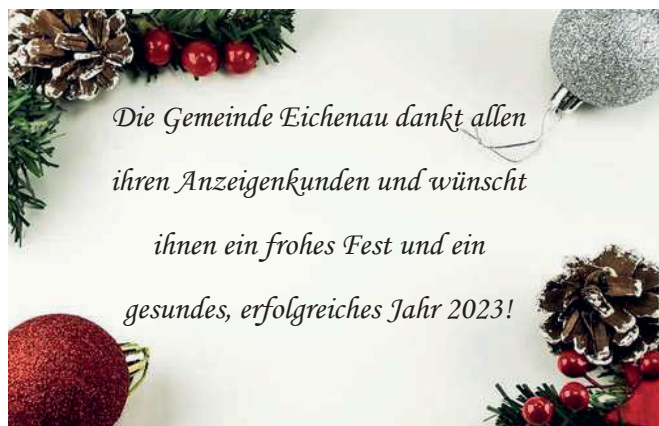 Die Gemeinde Eichenau dankt allen
ihren Anzeigenkunden und wünscht
ihnen ein frohes Fest und ein
gesundes, erfolgreiches Jahr 2023!